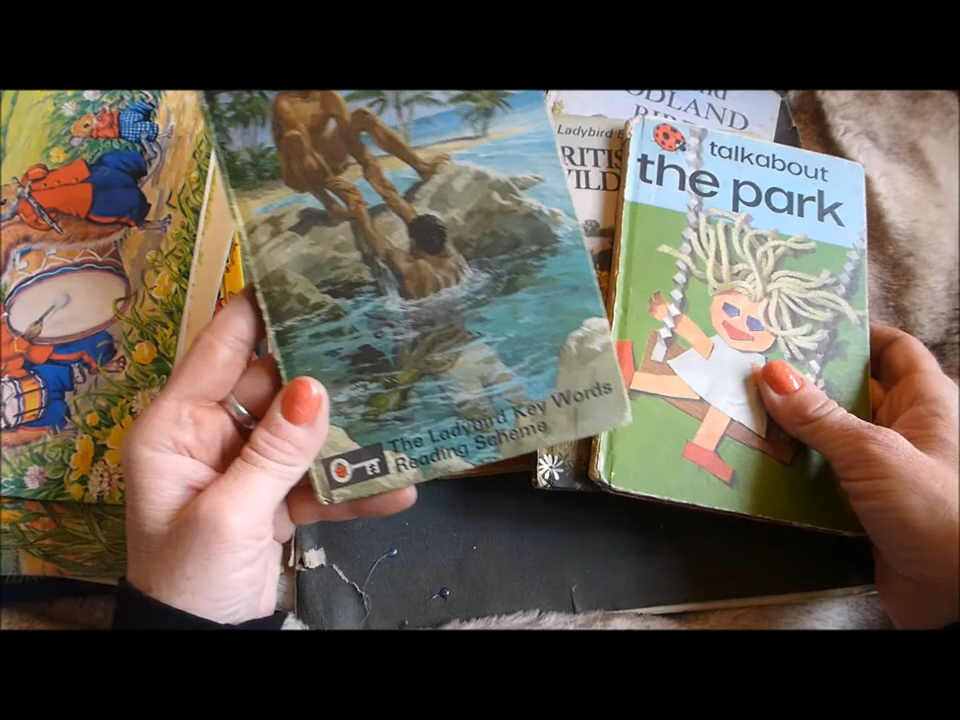 The Ladybird Key Words
Reading Scheme
talkabout
the park
Ladybird